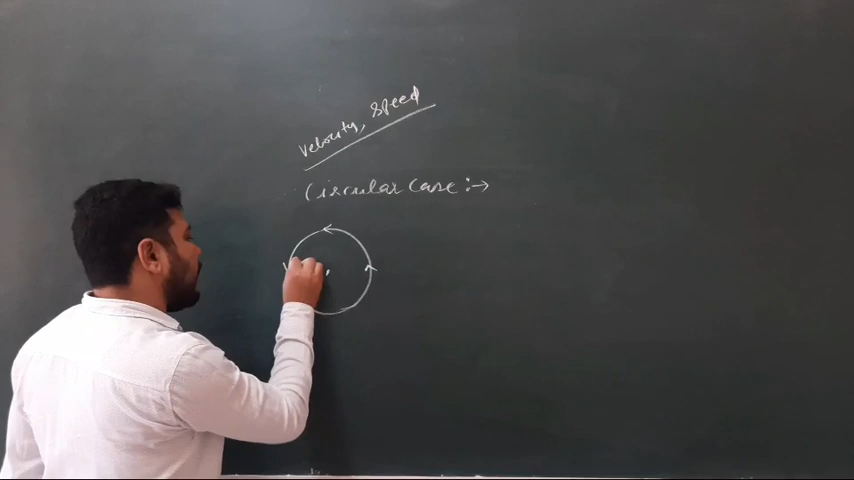 velocity, speed
Circular case :→